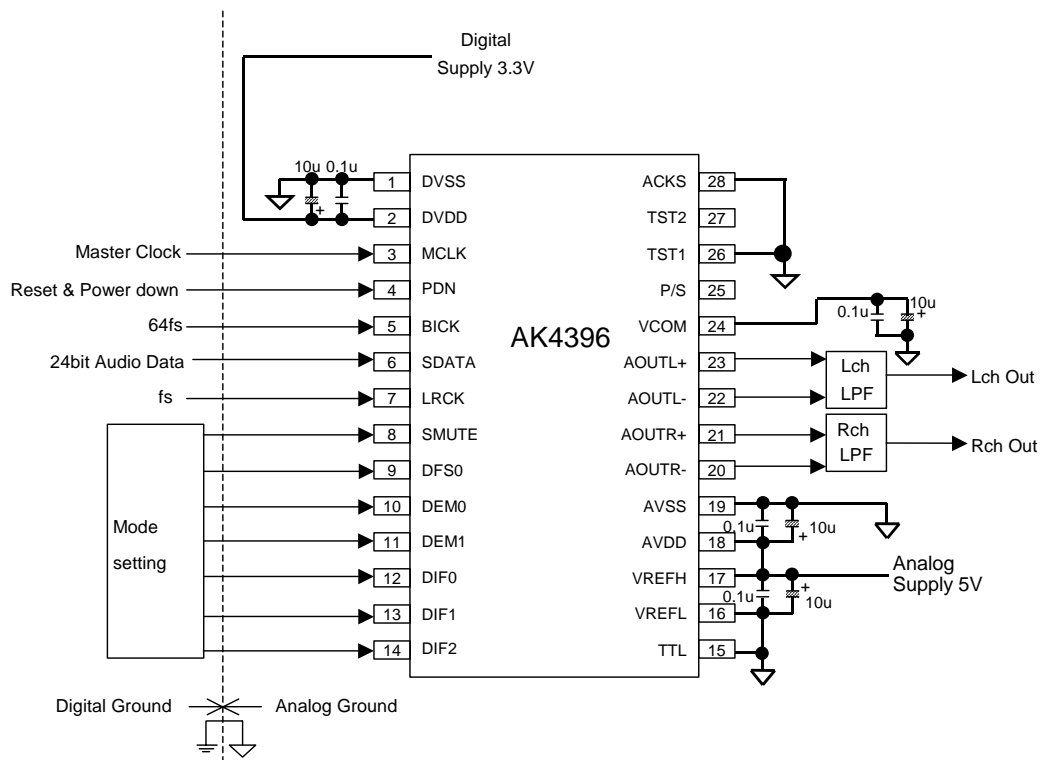 Digital
Supply 3.3V
10u 0.1u
1 DVSS
2 DVDD
+
Master Clock 3 MCLK
Reset & Power down 4 PDN
64fs 5 BICK
24bit Audio Data 6 SDATA
fs 7 LRCK
8 SMUTE
9 DFS0
10 DEM0
11 DEM1
12 DIF0
13 DIF1
14 DIF2
Mode
setting
AK4396
ACKS 28
TST2 27
TST1 26
P/S 25
VCOM 24
0.1u 10u
+
AOUTL+ 23
AOUTL- 22
Lch
LPF
Lch Out
AOUTR+ 21
AOUTR- 20
Rch
LPF
Rch Out
AVSS 19
0.1u 10u
+
AVDD 18
VREFH 17
Analog
Supply 5V
+
0.1u 10u
VREFL 16
TTL 15
Digital Ground Analog Ground